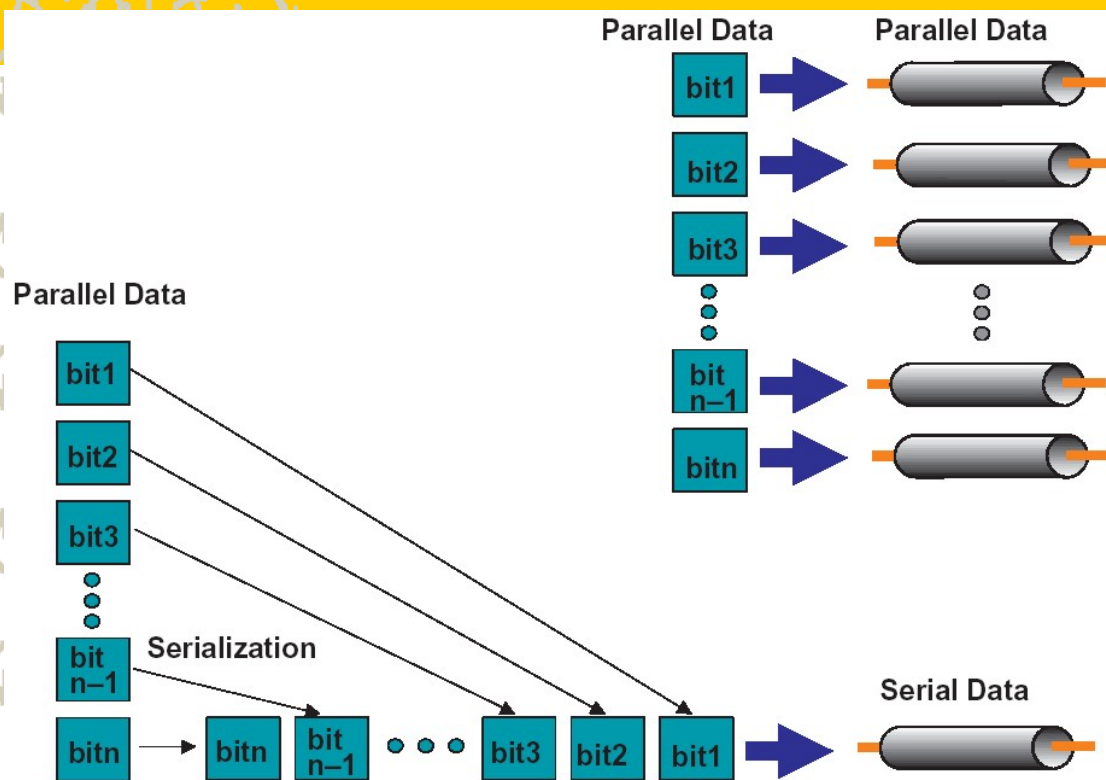 Parallel Data
Parallel Data
bit1
bit2
bit3
bit
n–1
bitn
Parallel Data
bit1
bit2
bit3
bit
n–1
bitn
Serialization
bitn
bit
n–1
bit3
bit2
bit1
Serial Data